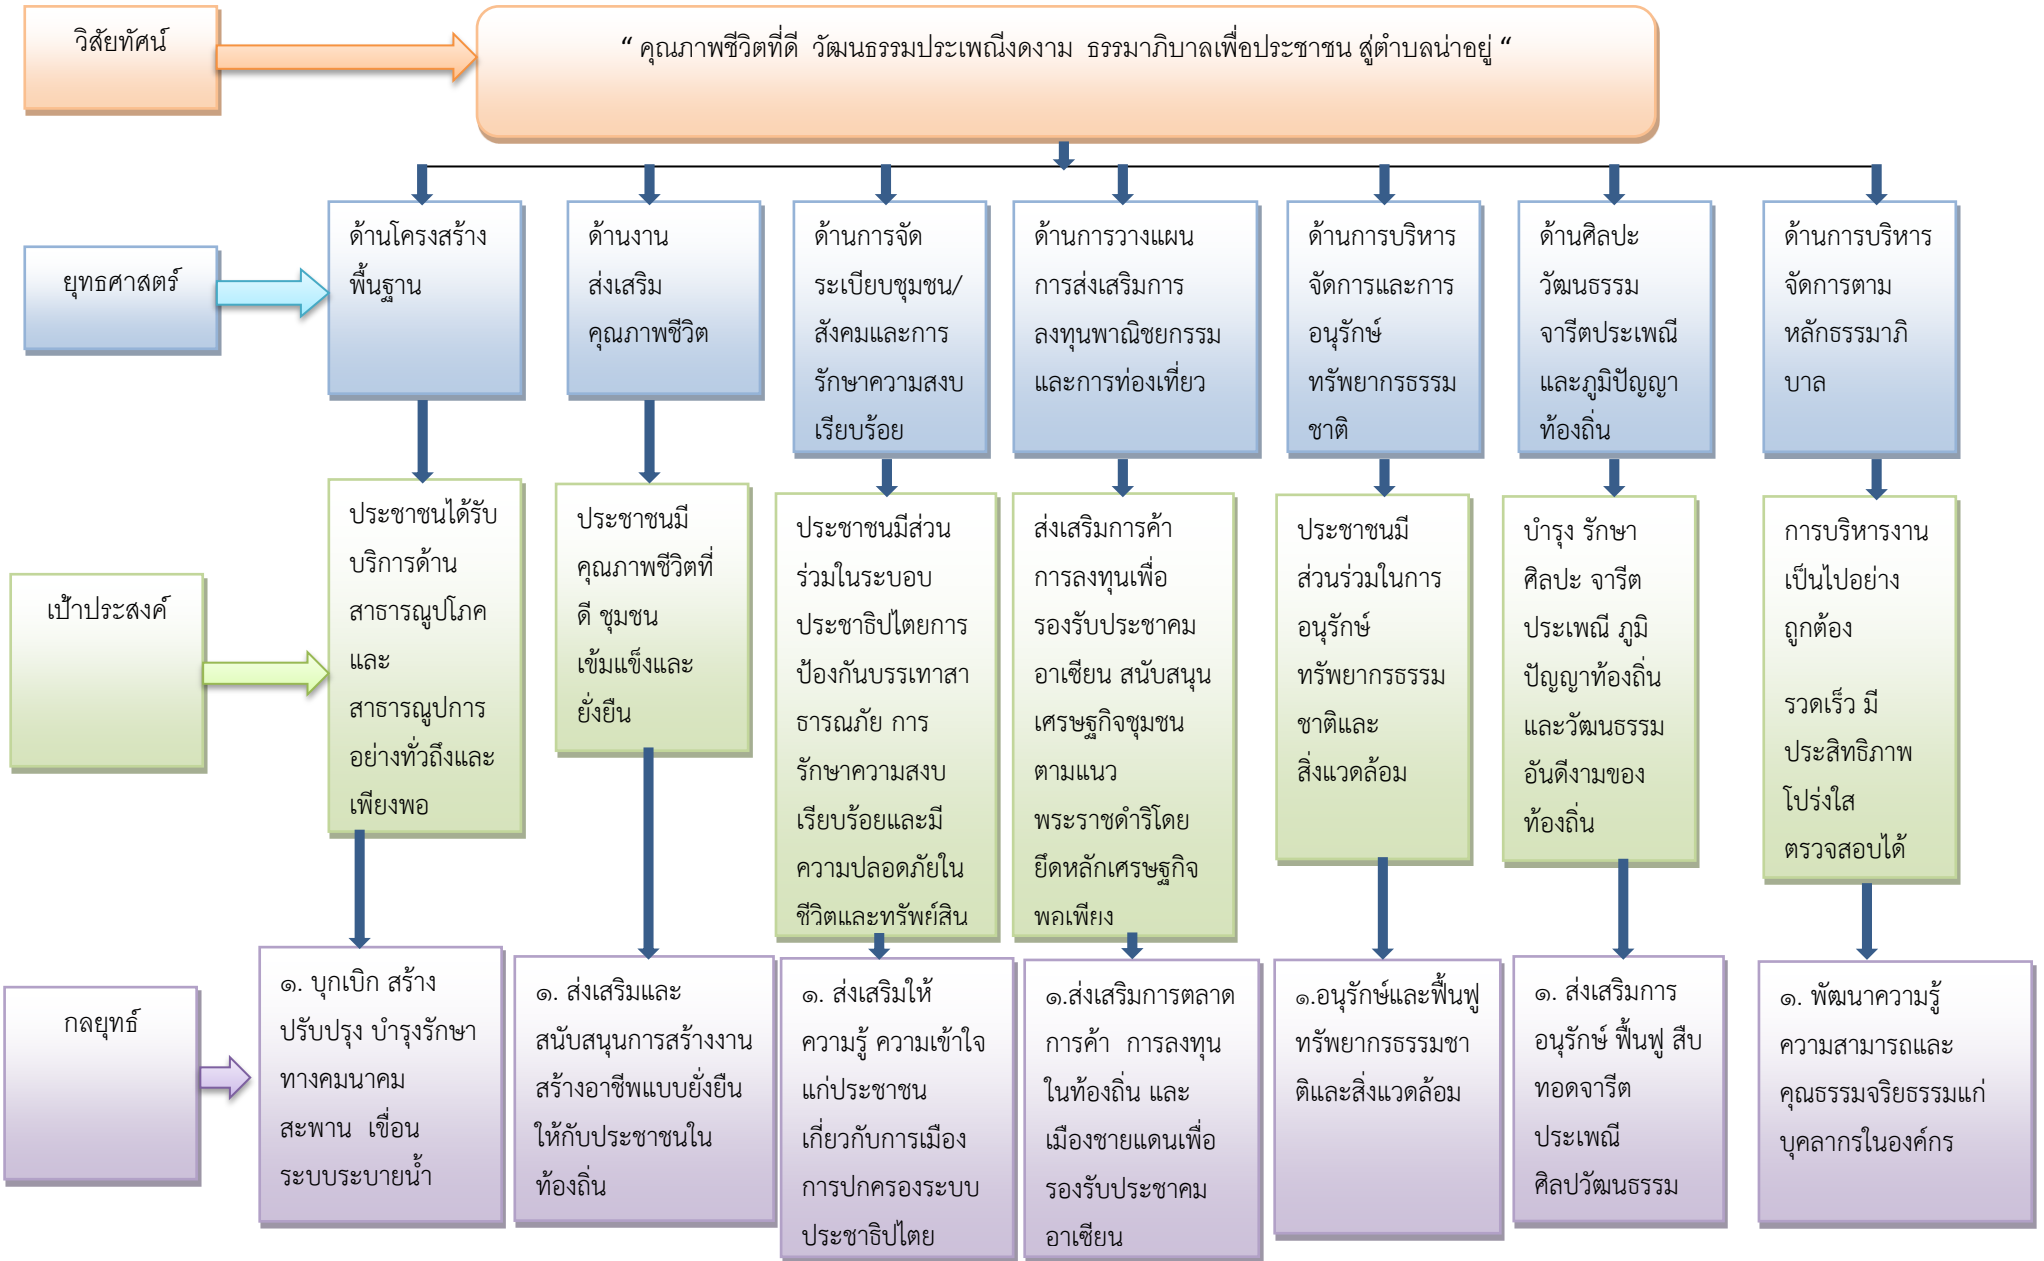 วิสัยทัศน์
“ คุณภาพชีวิตที่ดี วัฒนธรรมประเพณีงดงาม ธรรมาภิบาลเพื่อประชาชน สู่ตำบลน่าอยู่ “
ยุทธศาสตร์
ด้านโครงสร้าง
พื้นฐาน
ด้านงาน
ส่งเสริม
คุณภาพชีวิต
ด้านการจัด
ระเบียบชุมชน/
สังคมและการ
รักษาความสงบ
เรียบร้อย
ด้านการวางแผน
การส่งเสริมการ
ลงทุนพาณิชยกรรม
และการท่องเที่ยว
ด้านการบริหาร
จัดการและการ
อนุรักษ์
ทรัพยากรธรรม
ชาติ
ด้านศิลปะ
วัฒนธรรม
จารีตประเพณี
และภูมิปัญญา
ท้องถิ่น
ด้านการบริหาร
จัดการตาม
หลักธรรมาภิ
บาล
เป้าประสงค์
ประชาชนได้รับ
บริการด้าน
สาธารณูปโภค
และ
สาธารณูปการ
อย่างทั่วถึงและ
เพียงพอ
ประชาชนมี
คุณภาพชีวิตที่
ดี ชุมชน
เข้มแข็งและ
ยั่งยืน
ประชาชนมีส่วน
ร่วมในระบอบ
ประชาธิปไตยการ
ป้องกันบรรเทาสา
ธารณภัย การ
รักษาความสงบ
เรียบร้อยและมี
ความปลอดภัยใน
ชีวิตและทรัพย์สิน
ส่งเสริมการค้า
การลงทุนเพื่อ
รองรับประชาคม
อาเซียน สนับสนุน
เศรษฐกิจชุมชน
ตามแนว
พระราชดำริโดย
ยึดหลักเศรษฐกิจ
พอเพียง
ประชาชนมี
ส่วนร่วมในการ
อนุรักษ์
ทรัพยากรธรรม
ชาติและ
สิ่งแวดล้อม
บำรุง รักษา
ศิลปะ จารีต
ประเพณี ภูมิ
ปัญญาท้องถิ่น
และวัฒนธรรม
อันดีงามของ
ท้องถิ่น
การบริหารงาน
เป็นไปอย่าง
ถูกต้อง
รวดเร็ว มี
ประสิทธิภาพ
โปร่งใส
ตรวจสอบได้
กลยุทธ์
๑. บุกเบิก สร้าง
ปรับปรุง บำรุงรักษา
ทางคมนาคม
สะพาน เขื่อน
ระบบระบายน้ำ
๑. ส่งเสริมและ
สนับสนุนการสร้างงาน
สร้างอาชีพแบบยั่งยืน
ให้กับประชาชนใน
ท้องถิ่น
๑. ส่งเสริมให้
ความรู้ ความเข้าใจ
แก่ประชาชน
เกี่ยวกับการเมือง
การปกครองระบบ
ประชาธิปไตย
๑.ส่งเสริมการตลาด
การค้า การลงทุน
ในท้องถิ่น และ
เมืองชายแดนเพื่อ
รองรับประชาคม
อาเซียน
๑.อนุรักษ์และฟื้นฟู
ทรัพยากรธรรมชา
ติและสิ่งแวดล้อม
๑. ส่งเสริมการ
อนุรักษ์ ฟื้นฟู สืบ
ทอดจารีต
ประเพณี
ศิลปวัฒนธรรม
๑. พัฒนาความรู้
ความสามารถและ
คุณธรรมจริยธรรมแก่
บุคลากรในองค์กร